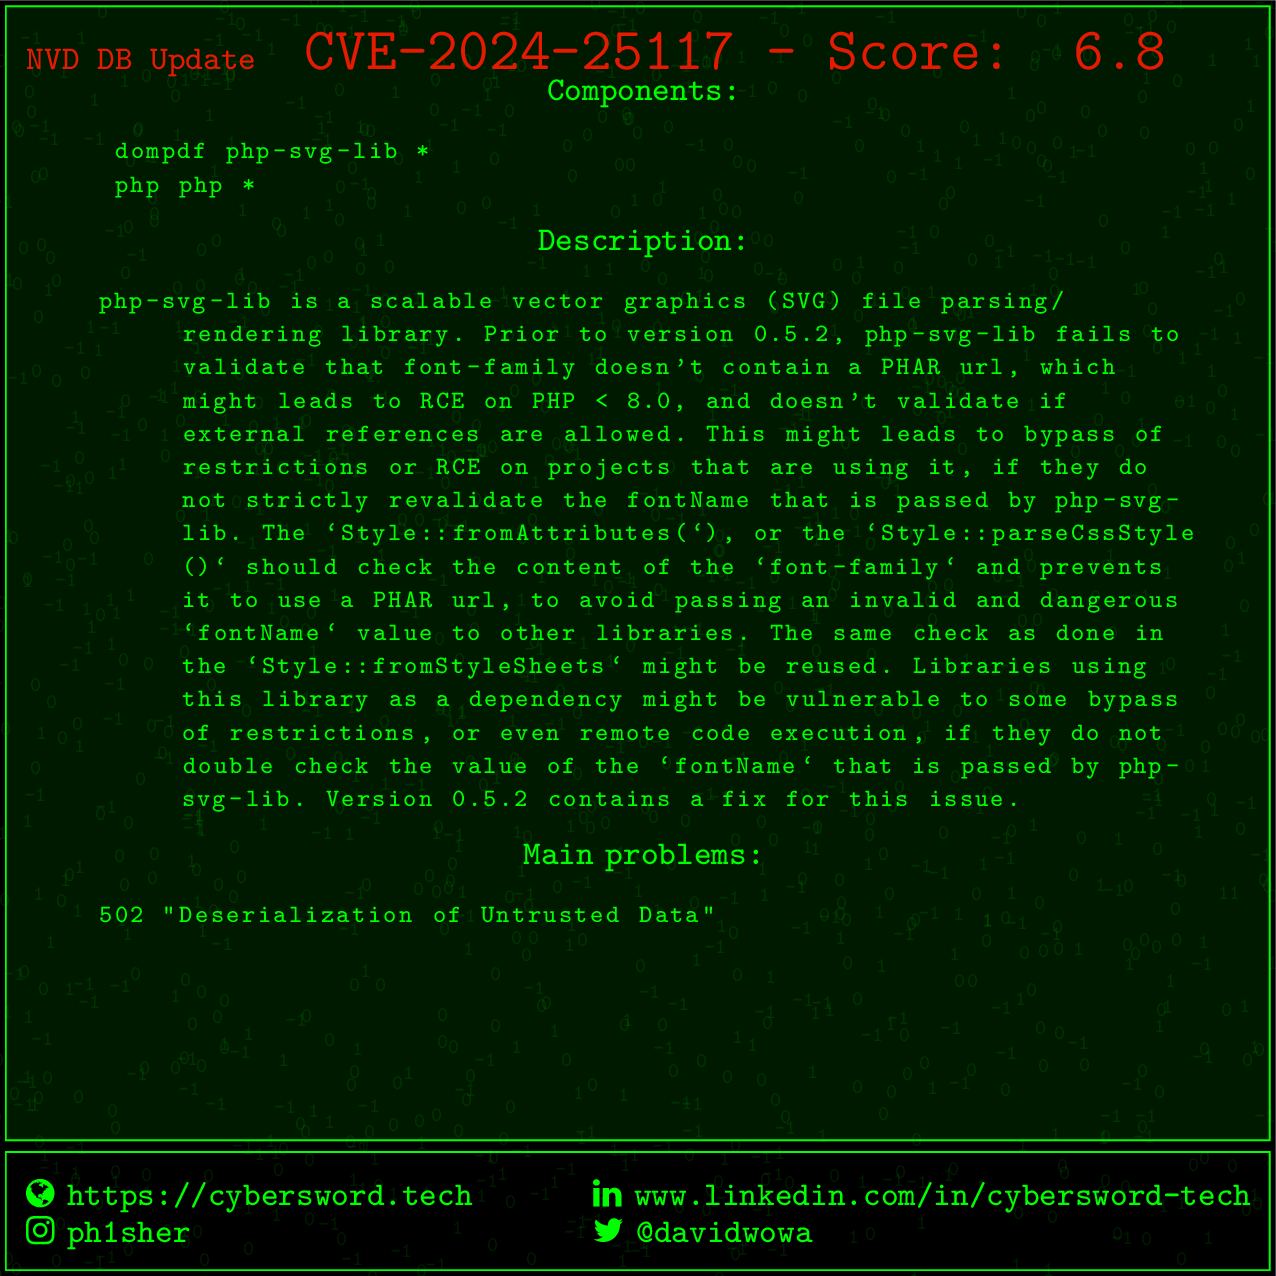 NVD DB Update CVE-2024-25117 - Score: 6.8
Components:
dompdf php-svg-lib *
php php *
Description:
php-svg-lib is a scalable vector graphics (SVG) file parsing/
rendering library. Prior to version 0.5.2, php-svg-lib fails to
validate that font-family doesn't contain a PHAR url, which
might leads to RCE on PHP < 8.0, and doesn't validate if
external references are allowed. This might leads to bypass of
restrictions or RCE on projects that are using it, if they do
not strictly revalidate the fontName that is passed by php-svg-
lib. The `Style::fromAttributes(`), or the `Style::parseCssStyle
()` should check the content of the `font-family` and prevents
it to use a PHAR url, to avoid passing an invalid and dangerous
`fontName` value to other libraries. The same check as done in
the `Style::fromStyleSheets` might be reused. Libraries using
this library as a dependency might be vulnerable to some bypass
of restrictions, or even remote code execution, if they do not
double check the value of the `fontName` that is passed by php-
svg-lib. Version 0.5.2 contains a fix for this issue.
Main problems:
502 "Deserialization of Untrusted Data"
https://cybersword.tech
www.linkedin.com/in/cybersword-tech
ph1sher
@davidwowa